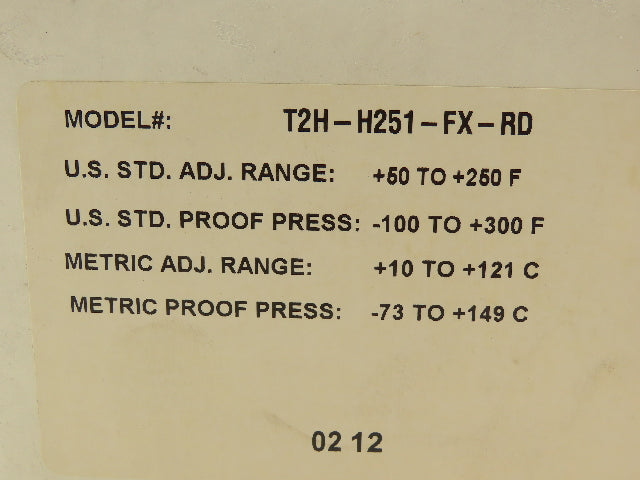 MODEL#: T2H-H251-FX-RD
U.S. STD. ADJ. RANGE: +50 TO +250 F
U.S. STD. PROOF PRESS: -100 TO +300 F
METRIC ADJ. RANGE: +10 TO +121 C
METRIC PROOF PRESS: -73 TO +149 C
02 12